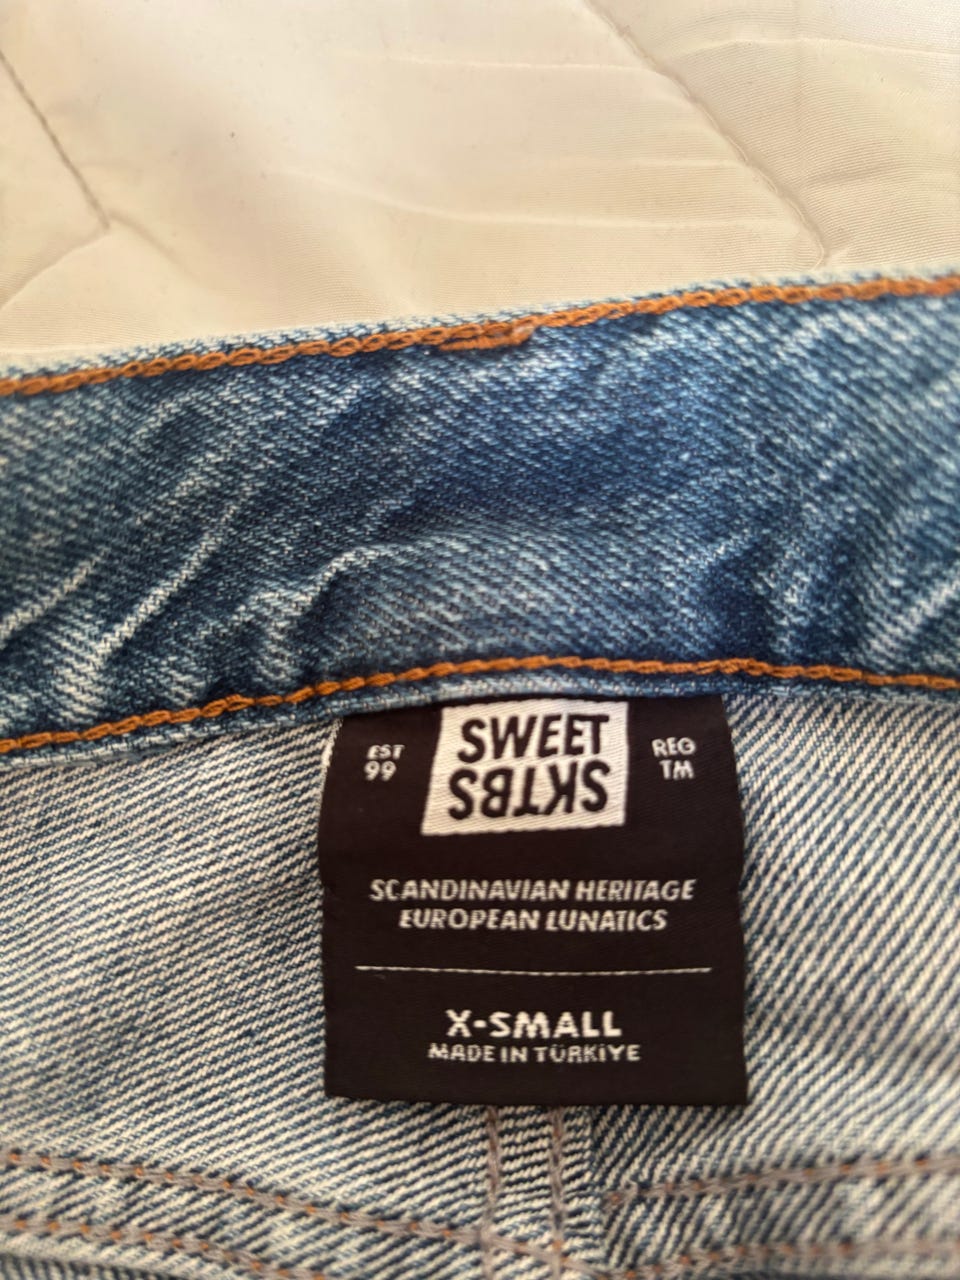 EST
99
SWEET
SKTBS
REG
TM
SCANDINAVIAN HERITAGE
EUROPEAN LUNATICS
X-SMALL
MADE IN TÜRKİYE